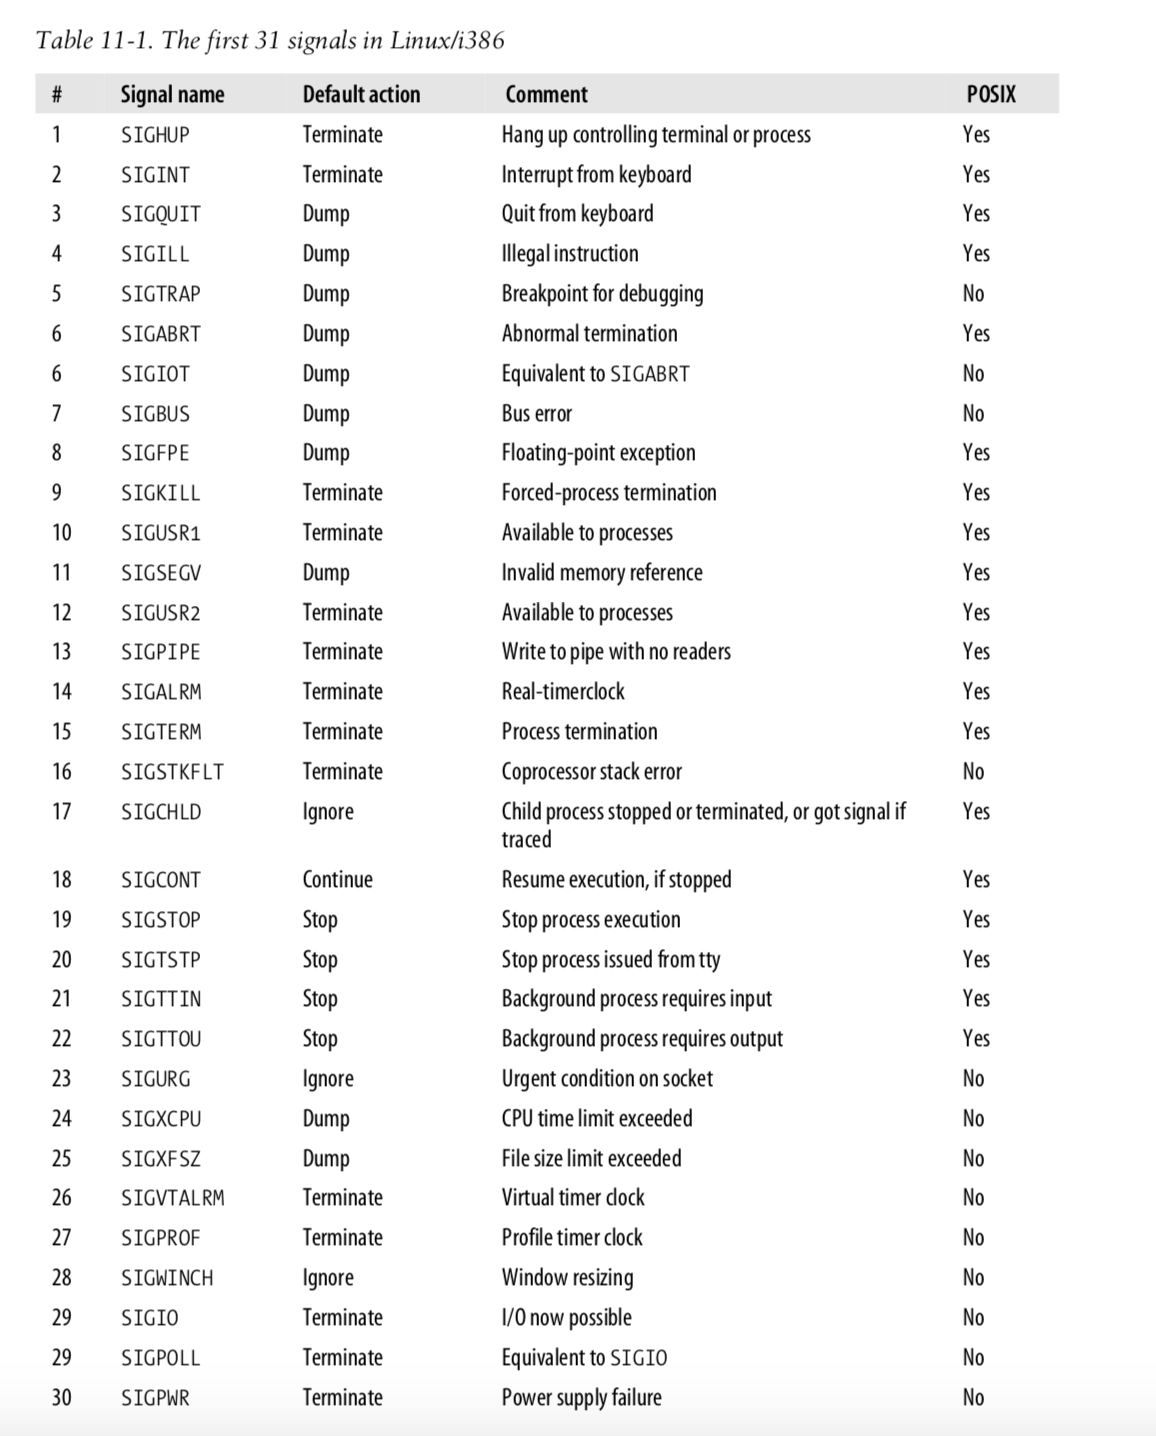 Table 11-1. The first 31 signals in Linux/i386
# Signal name Default action Comment POSIX
1 SIGHUP Terminate Hang up controlling terminal or process Yes
2 SIGINT Terminate Interrupt from keyboard Yes
3 SIGQUIT Dump Quit from keyboard Yes
4 SIGILL Dump Illegal instruction Yes
5 SIGTRAP Dump Breakpoint for debugging No
6 SIGABRT Dump Abnormal termination Yes
6 SIGIOT Dump Equivalent to SIGABRT No
7 SIGBUS Dump Bus error No
8 SIGFPE Dump Floating-point exception Yes
9 SIGKILL Terminate Forced-process termination Yes
10 SIGUSR1 Terminate Available to processes Yes
11 SIGSEGV Dump Invalid memory reference Yes
12 SIGUSR2 Terminate Available to processes Yes
13 SIGPIPE Terminate Write to pipe with no readers Yes
14 SIGALRM Terminate Real-timerclock Yes
15 SIGTERM Terminate Process termination Yes
16 SIGSTKFLT Terminate Coprocessor stack error No
17 SIGCHLD Ignore Child process stopped or terminated, or got signal if Yes
traced
18 SIGCONT Continue Resume execution, if stopped Yes
19 SIGSTOP Stop Stop process execution Yes
20 SIGTSTP Stop Stop process issued from tty Yes
21 SIGTTIN Stop Background process requires input Yes
22 SIGTTOU Stop Background process requires output Yes
23 SIGURG Ignore Urgent condition on socket No
24 SIGXCPU Dump CPU time limit exceeded No
25 SIGXFSZ Dump File size limit exceeded No
26 SIGVTALRM Terminate Virtual timer clock No
27 SIGPROF Terminate Profile timer clock No
28 SIGWINCH Ignore Window resizing No
29 SIGIO Terminate I/O now possible No
29 SIGPOLL Terminate Equivalent to SIGIO No
30 SIGPWR Terminate Power supply failure No